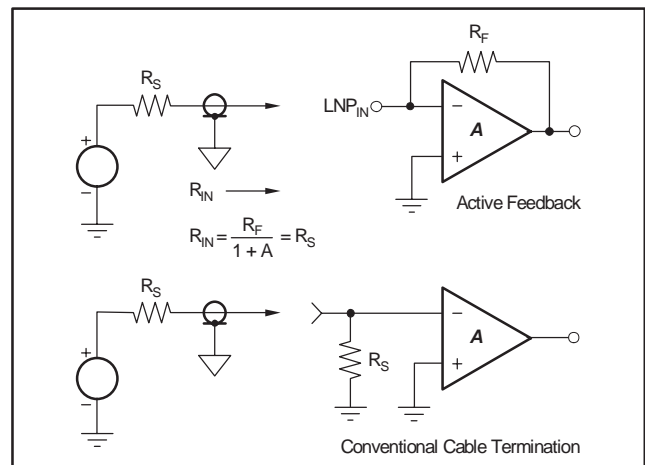 R_S
R_F
LNP_IN
−
A
+
+
−
R_IN
Active Feedback
R_IN = R_F / (1 + A) = R_S
R_S
−
A
+
+
−
R_S
Conventional Cable Termination